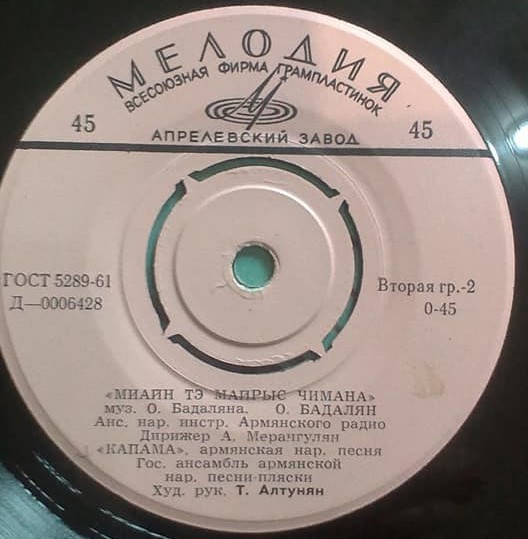 МЕЛОДИЯ
ВСЕСОЮЗНАЯ ФИРМА ГРАМПЛАСТИНОК
АПРЕЛЕВСКИЙ ЗАВОД
45
45
ГОСТ 5289-61
Д—0006428
Вторая гр.-2
0-45
«МИАЙН ТЭ МАЙРЫС ЧИМАНА»
муз. О. Бадаляна. О. БАДАЛЯН
Анс. нар. инстр. Армянского радио
Дирижер А. Мерангулян
«КАПАМА», армянская нар. песня
Гос. ансамбль армянской
нар. песни-пляски
Худ. рук. Т. Алтунян